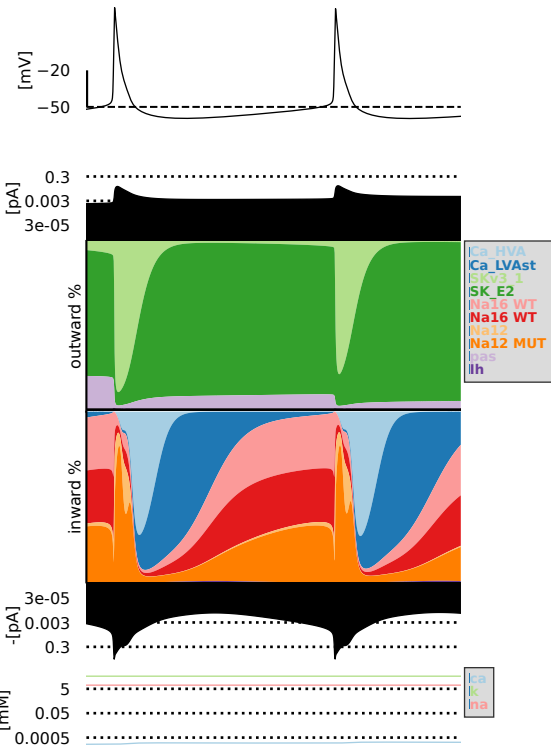 [mV]
−20
−50
[pA]
0.3
0.003
3e-05
outward %
Ca_HVA
Ca_LVAst
SKv3_1
SK_E2
Na16 WT
Na16 WT
Na12
Na12 MUT
pas
Ih
inward %
-[pA]
3e-05
0.003
0.3
[mM]
5
0.05
0.0005
ca
k
na